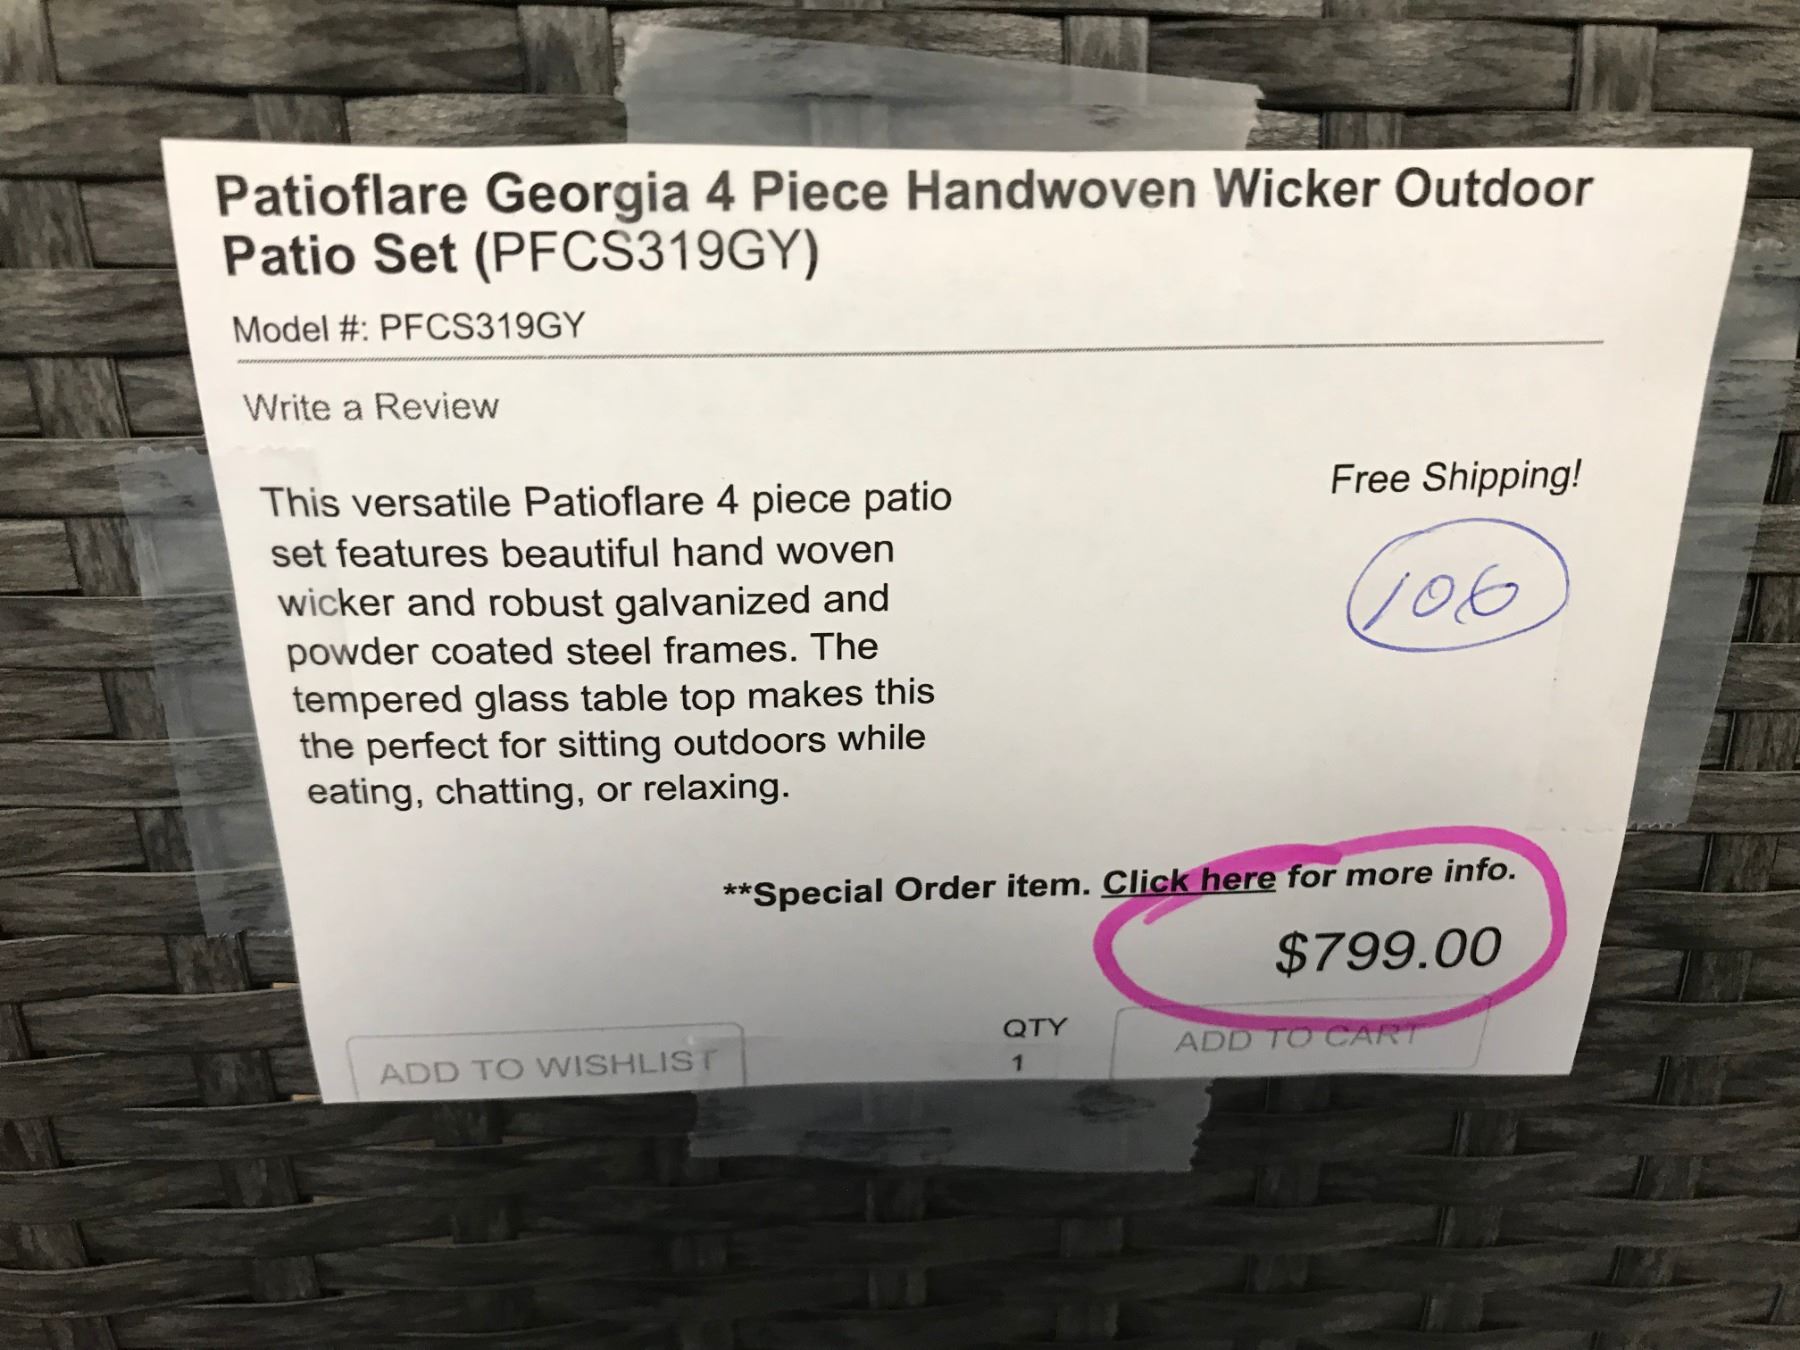 Patioflare Georgia 4 Piece Handwoven Wicker Outdoor
Patio Set (PFCS319GY)
Model #: PFCS319GY
Write a Review
Free Shipping!
106
This versatile Patioflare 4 piece patio
set features beautiful hand woven
wicker and robust galvanized and
powder coated steel frames. The
tempered glass table top makes this
the perfect for sitting outdoors while
eating, chatting, or relaxing.
**Special Order item. Click here for more info.
$799.00
ADD TO WISHLIST
QTY
1
ADD TO CART